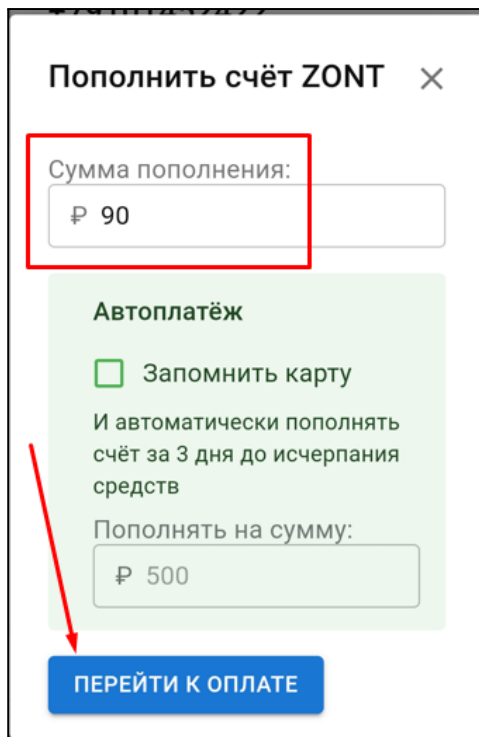 Пополнить счёт ZONT
Сумма пополнения:
₽ 90
Автоплатёж
Запомнить карту
И автоматически пополнять
счёт за 3 дня до исчерпания
средств
Пополнять на сумму:
₽ 500
ПЕРЕЙТИ К ОПЛАТЕ